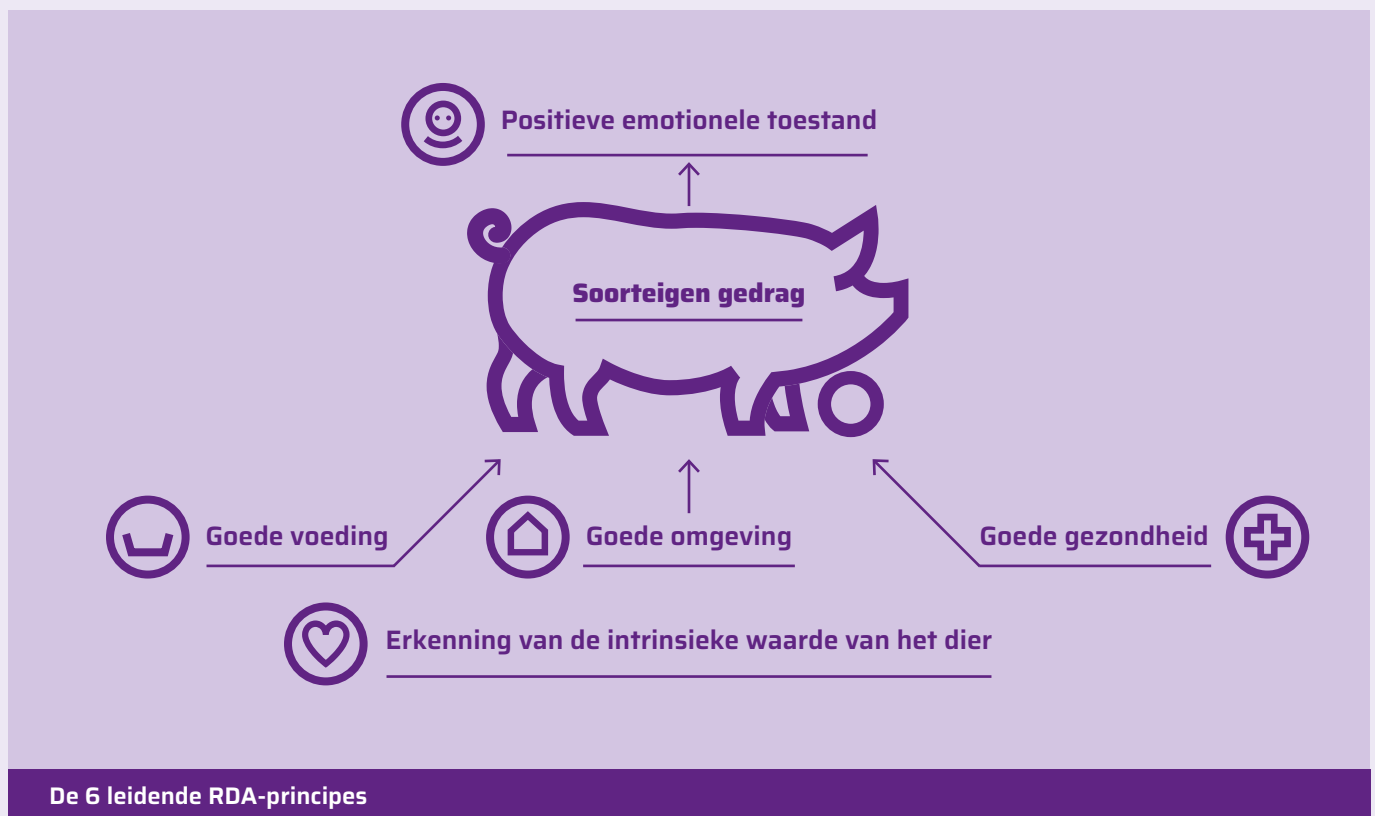 Positieve emotionele toestand
Soorteigen gedrag
Goede voeding
Goede omgeving
Goede gezondheid
Erkenning van de intrinsieke waarde van het dier
De 6 leidende RDA-principes